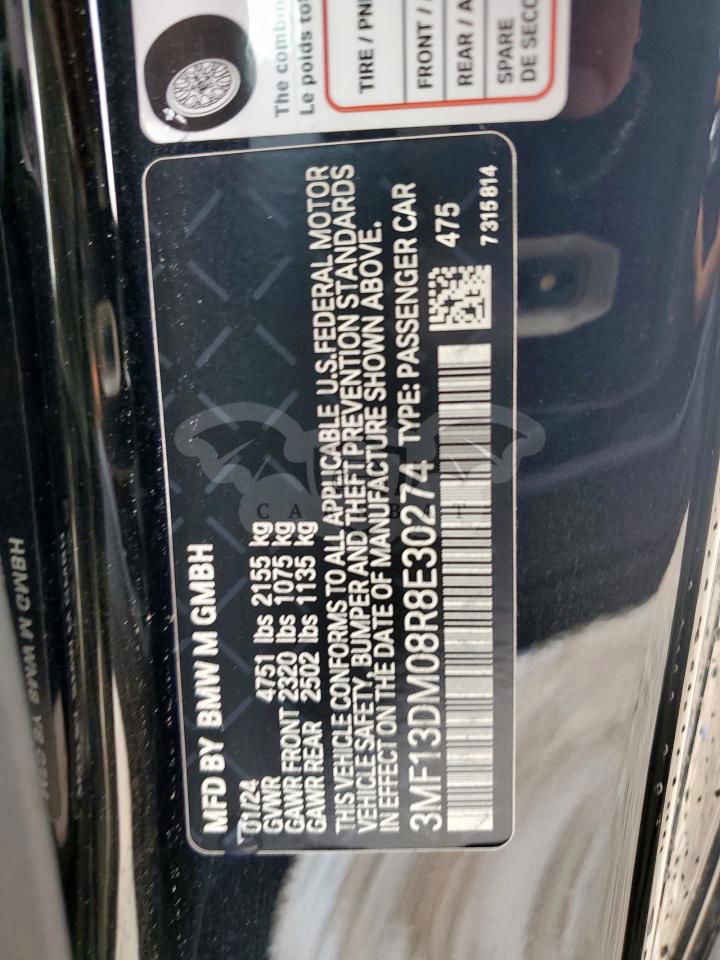 MFD BY BMW M GMBH
01/24
GVWR 4751 lbs 2155 kg
GAWR FRONT 2320 lbs 1075 kg
GAWR REAR 2502 lbs 1135 kg
THIS VEHICLE CONFORMS TO ALL APPLICABLE U.S. FEDERAL MOTOR
VEHICLE SAFETY, BUMPER AND THEFT PREVENTION STANDARDS
IN EFFECT ON THE DATE OF MANUFACTURE SHOWN ABOVE.
3MF13DM08R8E30274 TYPE: PASSENGER CAR
475
7 315 814
The combin
Le poids tot
TIRE / PNE
FRONT /
REAR / A
SPARE
DE SECO